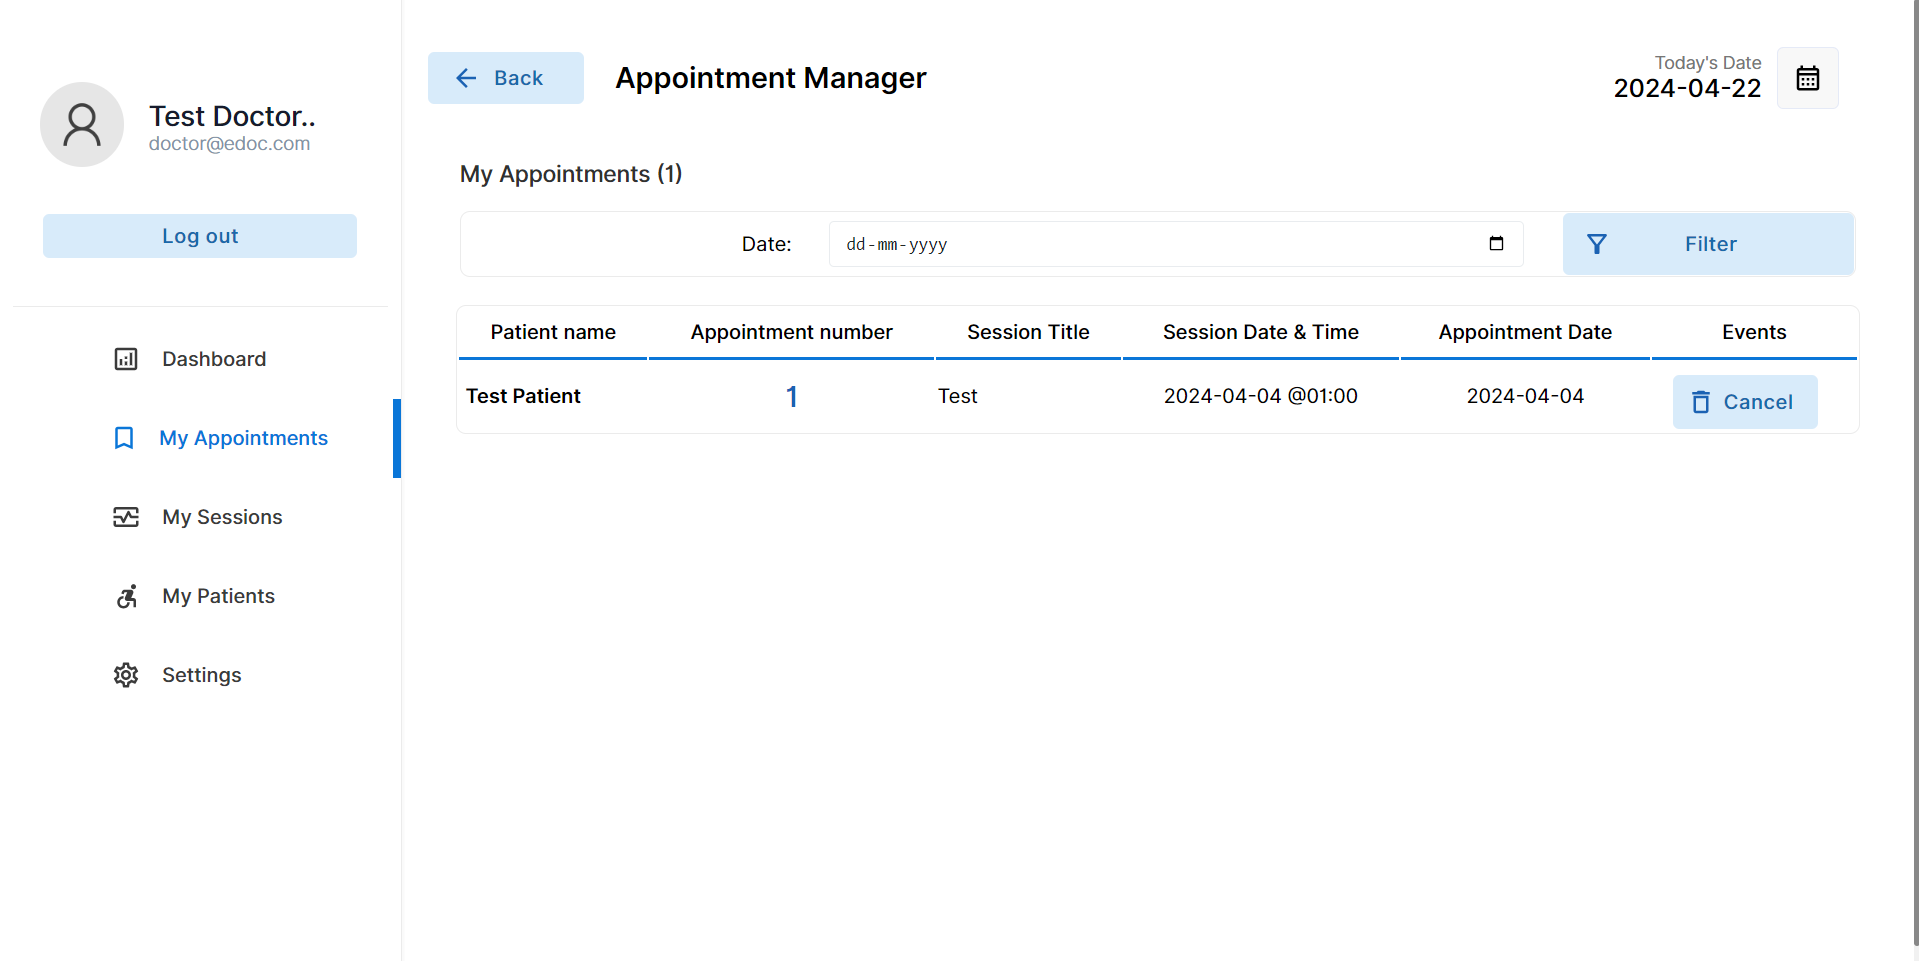 Test Doctor..
doctor@edoc.com
Log out
Dashboard
My Appointments
My Sessions
My Patients
Settings
Back
Appointment Manager
Today's Date
2024-04-22
My Appointments (1)
Date:
dd-mm-yyyy
Filter
Patient name Appointment number Session Title Session Date & Time Appointment Date Events
Test Patient 1 Test 2024-04-04 @01:00 2024-04-04 Cancel